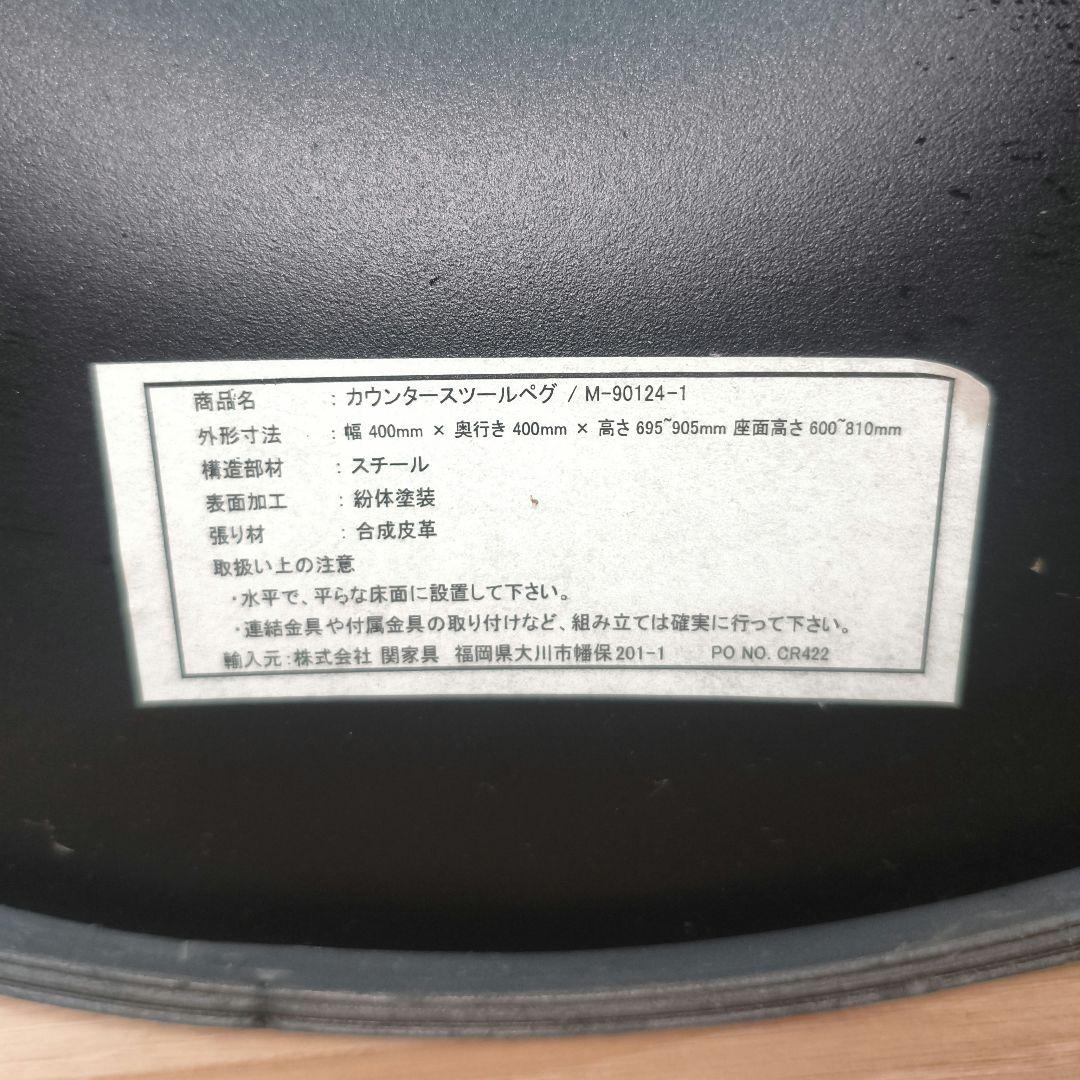 商品名 : カウンタースツールペグ / M-90124-1
外形寸法 : 幅 400mm × 奥行き 400mm × 高さ 695~905mm 座面高さ 600~810mm
構造部材 : スチール
表面加工 : 紛体塗装
張り材 : 合成皮革
取扱い上の注意
・水平で、平らな床面に設置して下さい。
・連結金具や付属金具の取り付けなど、組み立ては確実に行って下さい。
輸入元:株式会社 関家具 福岡県大川市幡保201-1 PO NO. CR422